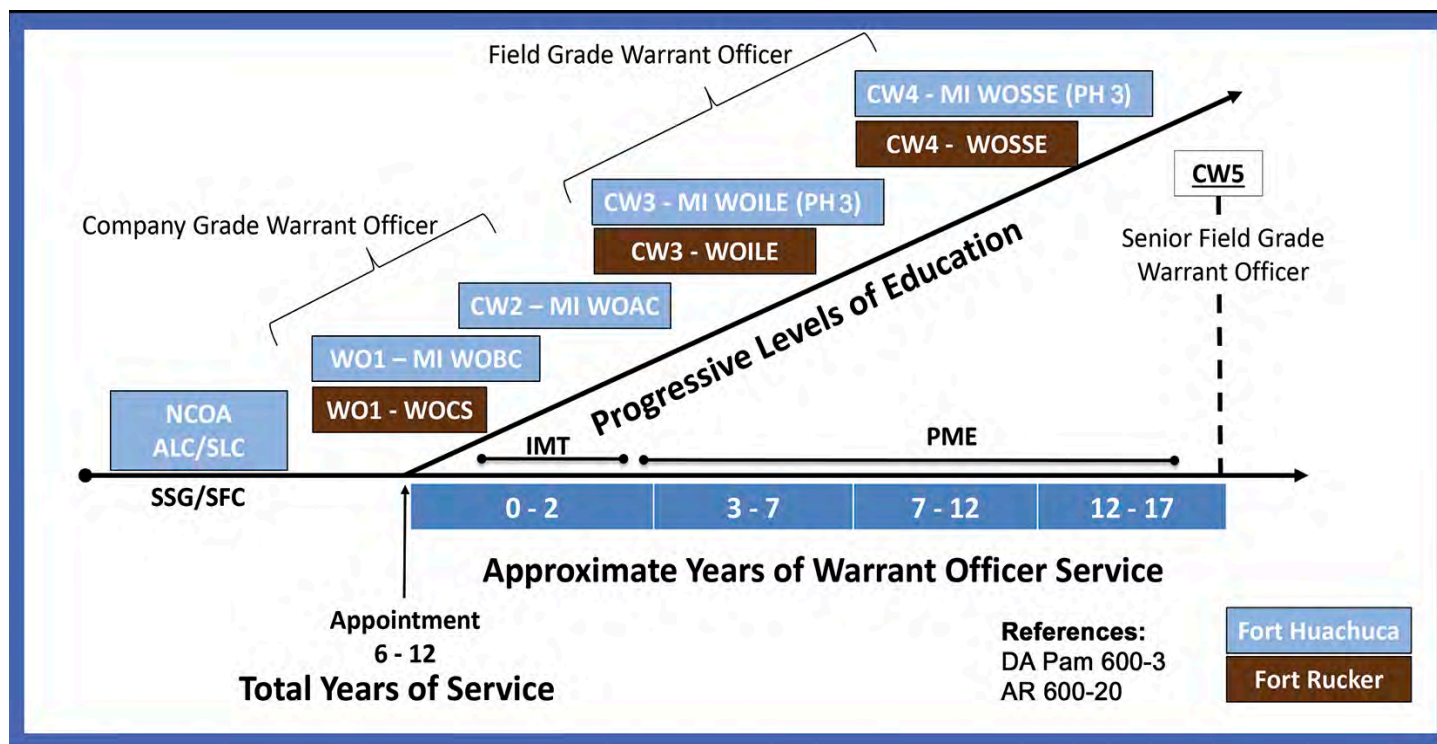 Field Grade Warrant Officer
CW4 - MI WOSSE (PH 3)
CW4 - WOSSE
CW5
Senior Field Grade
Warrant Officer
CW3 - MI WOILE (PH 3)
CW3 - WOILE
Company Grade Warrant Officer
CW2 – MI WOAC
WO1 – MI WOBC
WO1 - WOCS
NCOA
ALC/SLC
Progressive Levels of Education
IMT
PME
SSG/SFC
0 - 2
3 - 7
7 - 12
12 - 17
Approximate Years of Warrant Officer Service
Appointment
6 - 12
Total Years of Service
References:
DA Pam 600-3
AR 600-20
Fort Huachuca
Fort Rucker